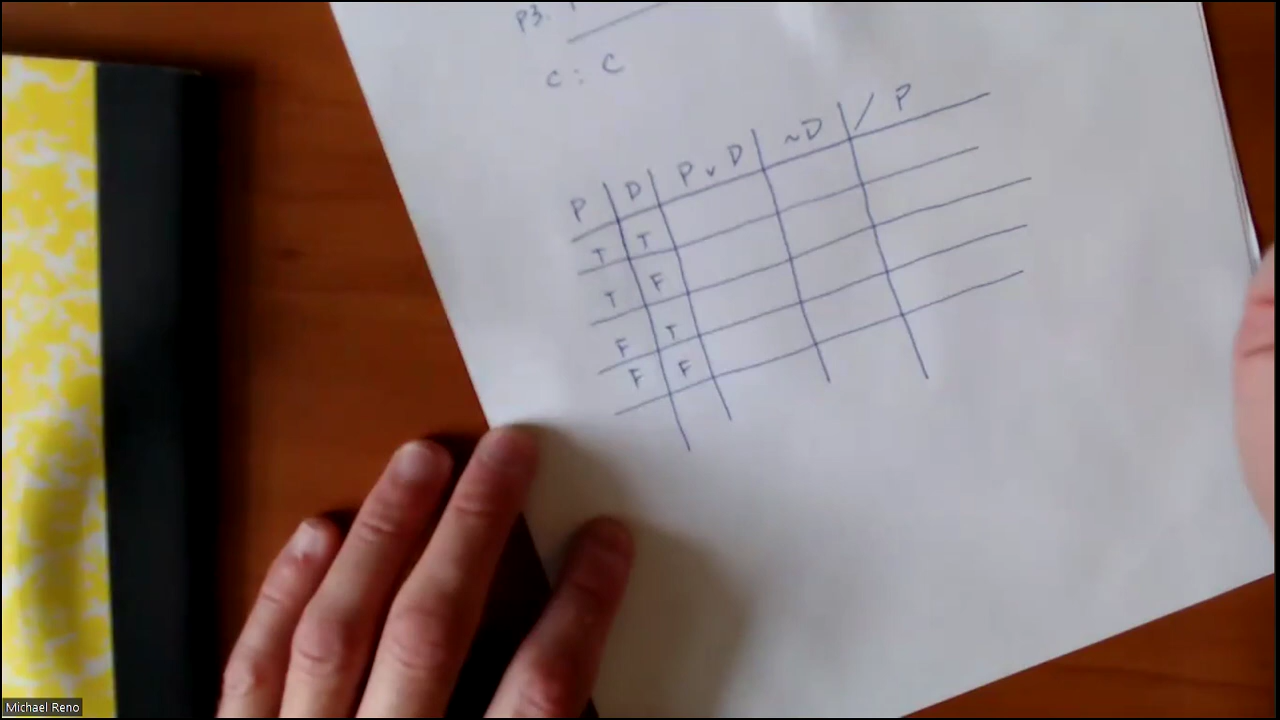 P3.
C: C
P D P v D ~D / P
T T
T F
F T
F F
Michael Reno